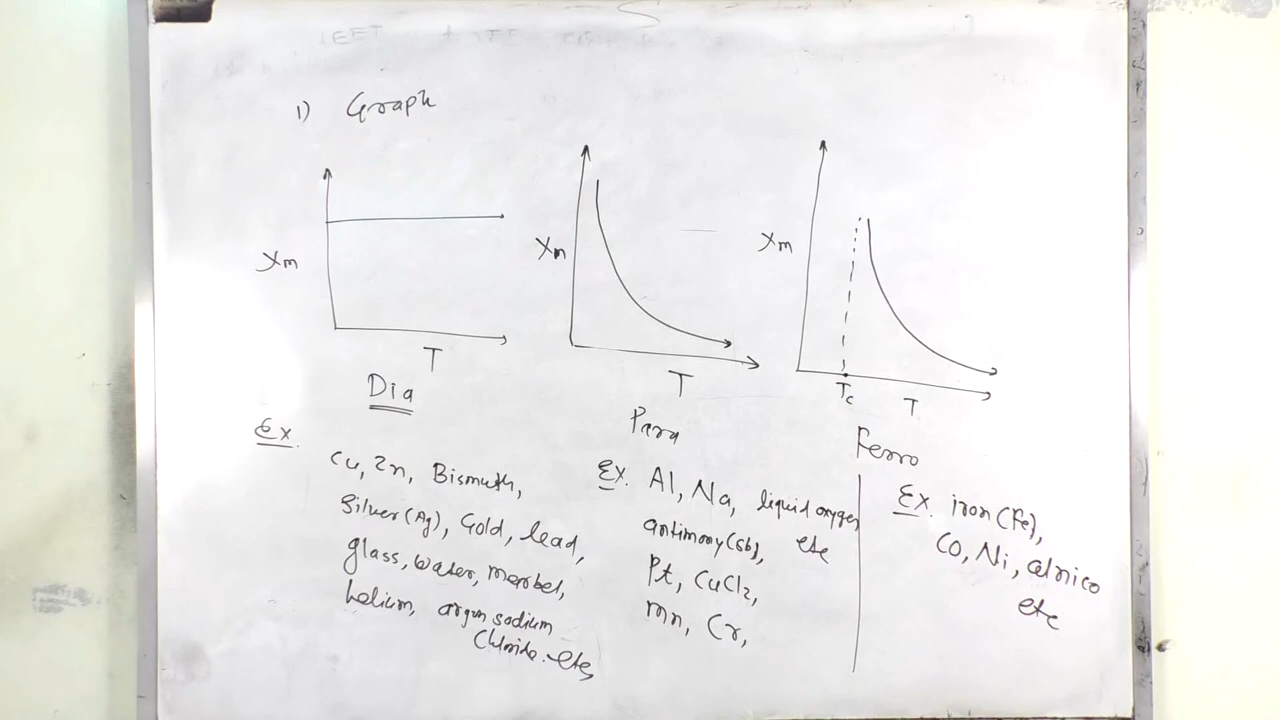 1) Graph
Xm
T
Dia
Xm
T
Para
Xm
Tc
T
Ferro
Ex.
Cu, Zn, Bismuth,
Silver(Ag), Gold, lead,
glass, water, marbel,
helium, argon sodium
Chloride. etc
Ex. Al, Na, liquid oxygen
antimony(Sb), etc
Pt, CuCl2,
Mn, Cr,
Ex. iron(Fe),
CO, Ni, alnico
etc